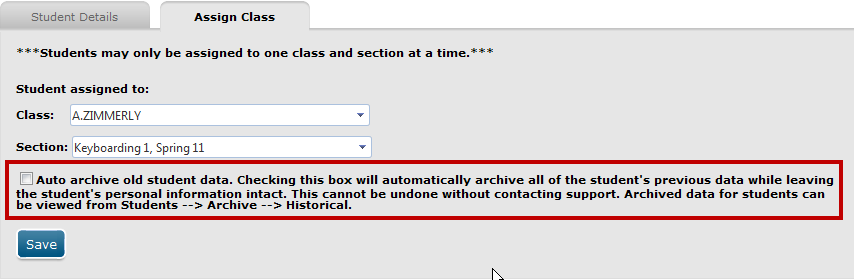 Student Details
Assign Class
***Students may only be assigned to one class and section at a time.***
Student assigned to:
Class: A.ZIMMERLY
Section: Keyboarding 1, Spring 11
Auto archive old student data. Checking this box will automatically archive all of the student's previous data while leaving
the student's personal information intact. This cannot be undone without contacting support. Archived data for students can
be viewed from Students --> Archive --> Historical.
Save